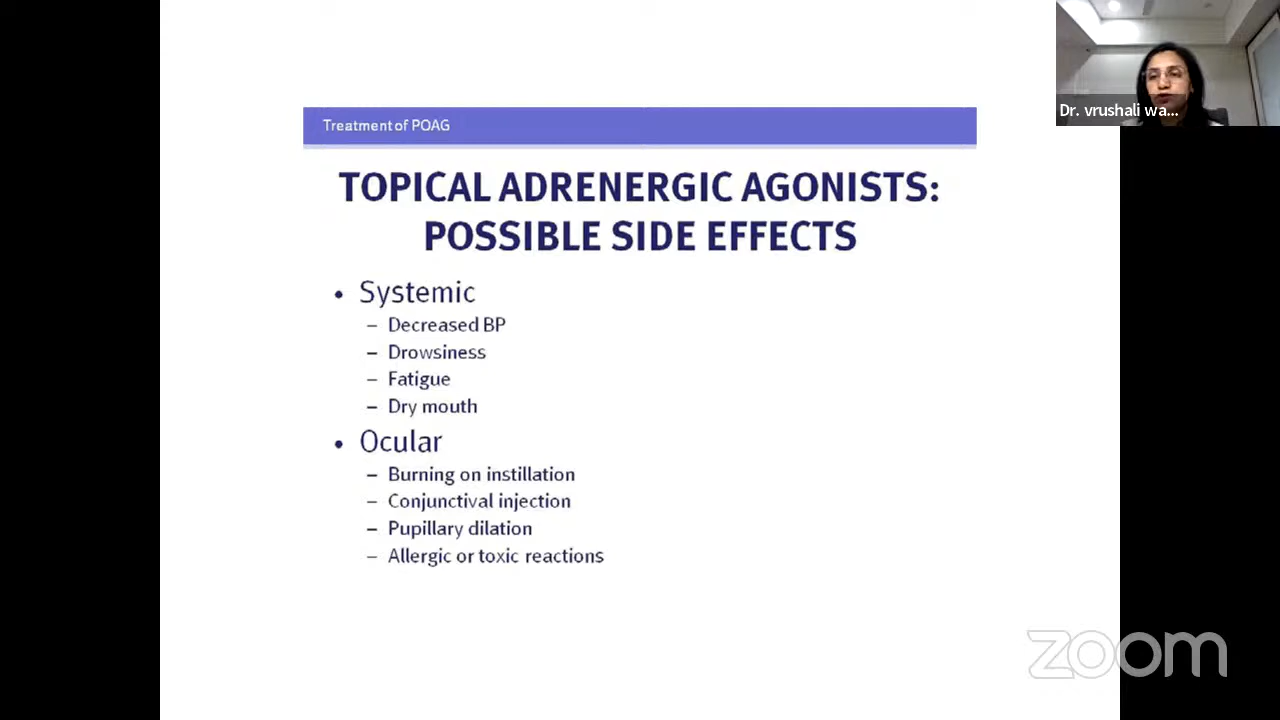 Dr. vrushali wa...
Treatment of POAG
TOPICAL ADRENERGIC AGONISTS:
POSSIBLE SIDE EFFECTS
• Systemic
– Decreased BP
– Drowsiness
– Fatigue
– Dry mouth
• Ocular
– Burning on instillation
– Conjunctival injection
– Pupillary dilation
– Allergic or toxic reactions
zoom